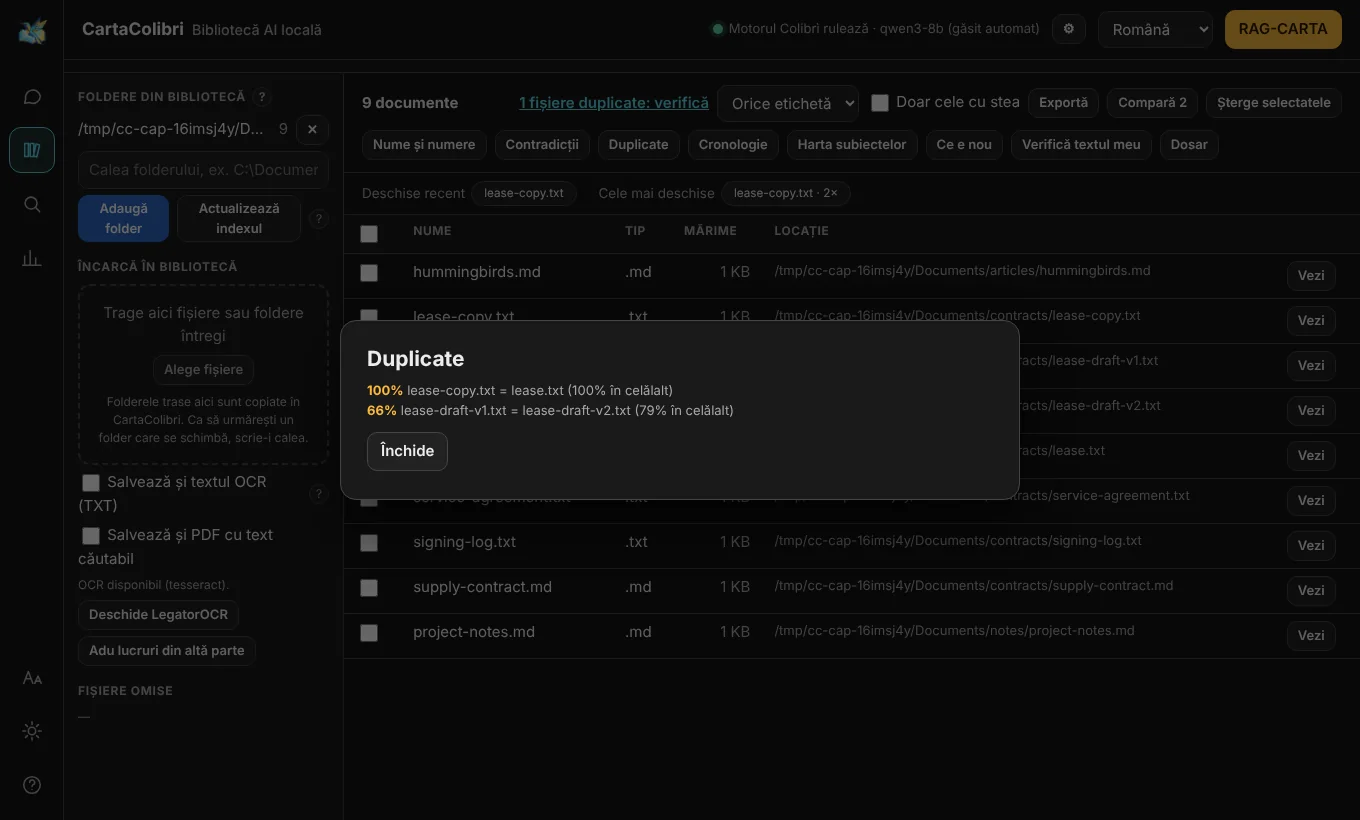 CartaColibri Bibliotecă AI locală
Motorul Colibri rulează · qwen3-8b (găsit automat)
Română
RAG-CARTA
FOLDERE DIN BIBLIOTECĂ ?
/tmp/cc-cap-16imsj4y/D... 9 ×
Calea folderului, ex. C:\Documer
Adaugă folder
Actualizează indexul
?
ÎNCARCĂ ÎN BIBLIOTECĂ
Trage aici fișiere sau foldere
întregi
Alege fișiere
Folderele trase aici sunt copiate în
CartaColibri. Ca să urmărești un
folder care se schimbă, scrie-i calea.
Salvează și textul OCR
(TXT)
?
Salvează și PDF cu text
căutabil
OCR disponibil (tesseract).
Deschide LegatorOCR
Adu lucruri din altă parte
FIȘIERE OMISE
—
9 documente
1 fișiere duplicate: verifică
Orice etichetă
Doar cele cu stea
Exportă
Compară 2
Șterge selectatele
Nume și numere
Contradicții
Duplicate
Cronologie
Harta subiectelor
Ce e nou
Verifică textul meu
Dosar
Deschise recent lease-copy.txt Cele mai deschise lease-copy.txt · 2×
NUME TIP MĂRIME LOCAȚIE
hummingbirds.md .md 1 KB /tmp/cc-cap-16imsj4y/Documents/articles/hummingbirds.md Vezi
lease-copy.txt .txt 1 KB /tmp/cc-cap-16imsj4y/Documents/contracts/lease-copy.txt Vezi
Duplicate
100% lease-copy.txt = lease.txt (100% în celălalt)
66% lease-draft-v1.txt = lease-draft-v2.txt (79% în celălalt)
Închide
racts/lease-draft-v1.txt Vezi
racts/lease-draft-v2.txt Vezi
racts/lease.txt Vezi
service-agreement.txt .txt 1 KB ntracts/service-agreement.txt Vezi
signing-log.txt .txt 1 KB /tmp/cc-cap-16imsj4y/Documents/contracts/signing-log.txt Vezi
supply-contract.md .md 1 KB /tmp/cc-cap-16imsj4y/Documents/contracts/supply-contract.md Vezi
project-notes.md .md 1 KB /tmp/cc-cap-16imsj4y/Documents/notes/project-notes.md Vezi
AA
?